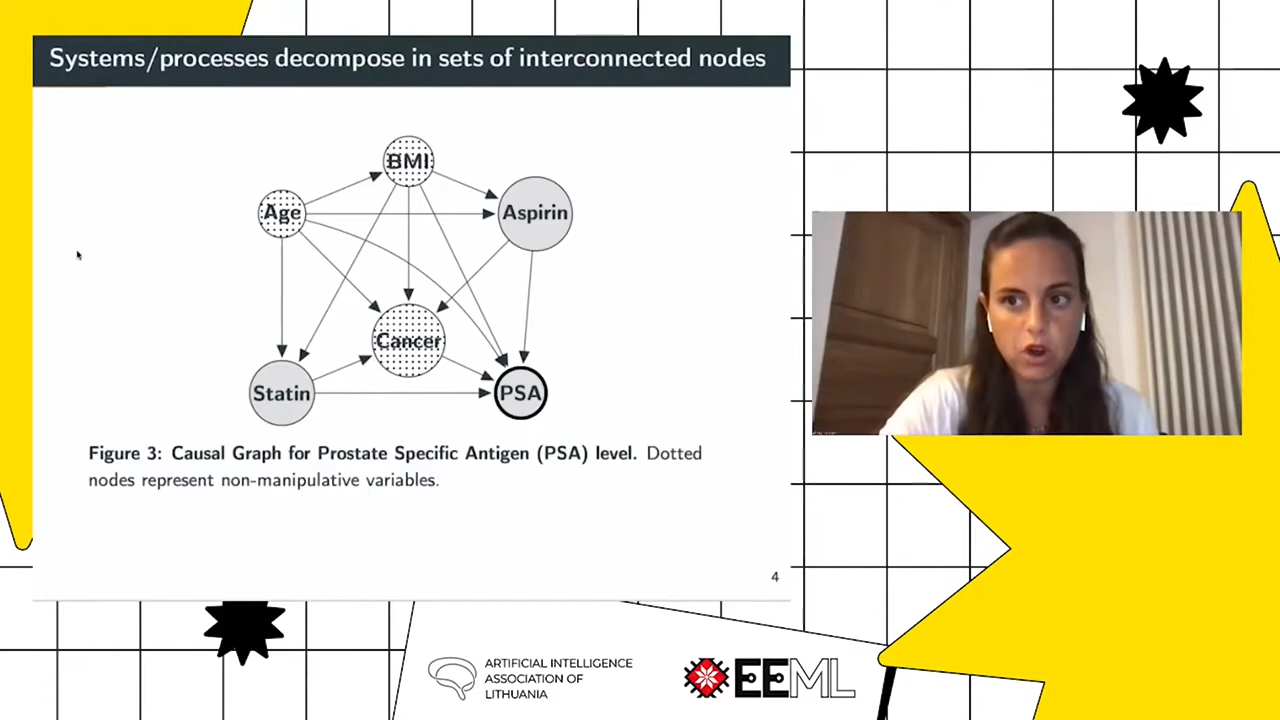 Systems/processes decompose in sets of interconnected nodes
BMI
Age
Aspirin
Cancer
Statin
PSA
Figure 3: Causal Graph for Prostate Specific Antigen (PSA) level. Dotted
nodes represent non-manipulative variables.
4
ARTIFICIAL INTELLIGENCE
ASSOCIATION OF
LITHUANIA
EEML